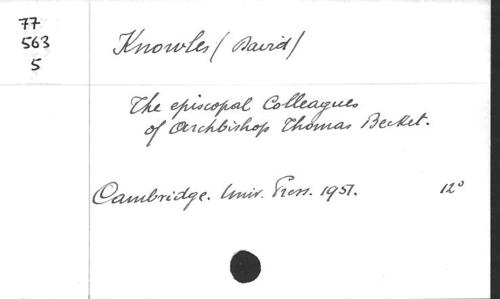 77
563
5
Knowles (David)
The episcopal Colleagues
of Archbishop Thomas Becket.
Cambridge. Univ. Press. 1951. 12°